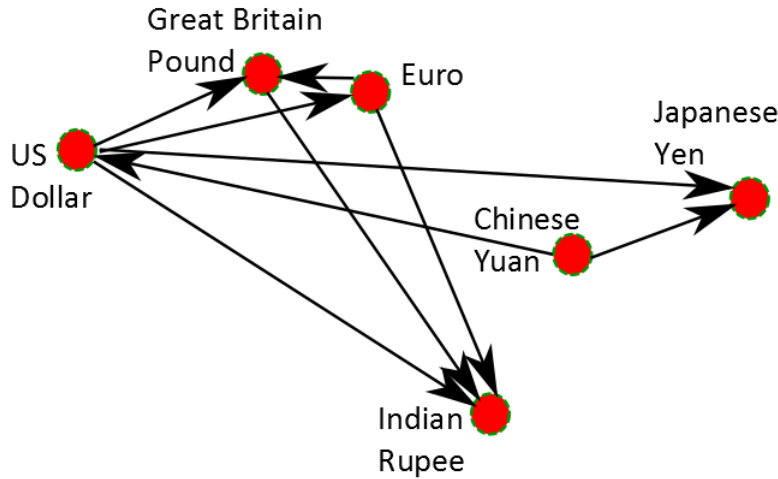 Great Britain
Pound
Euro
Japanese
Yen
US
Dollar
Chinese
Yuan
Indian
Rupee